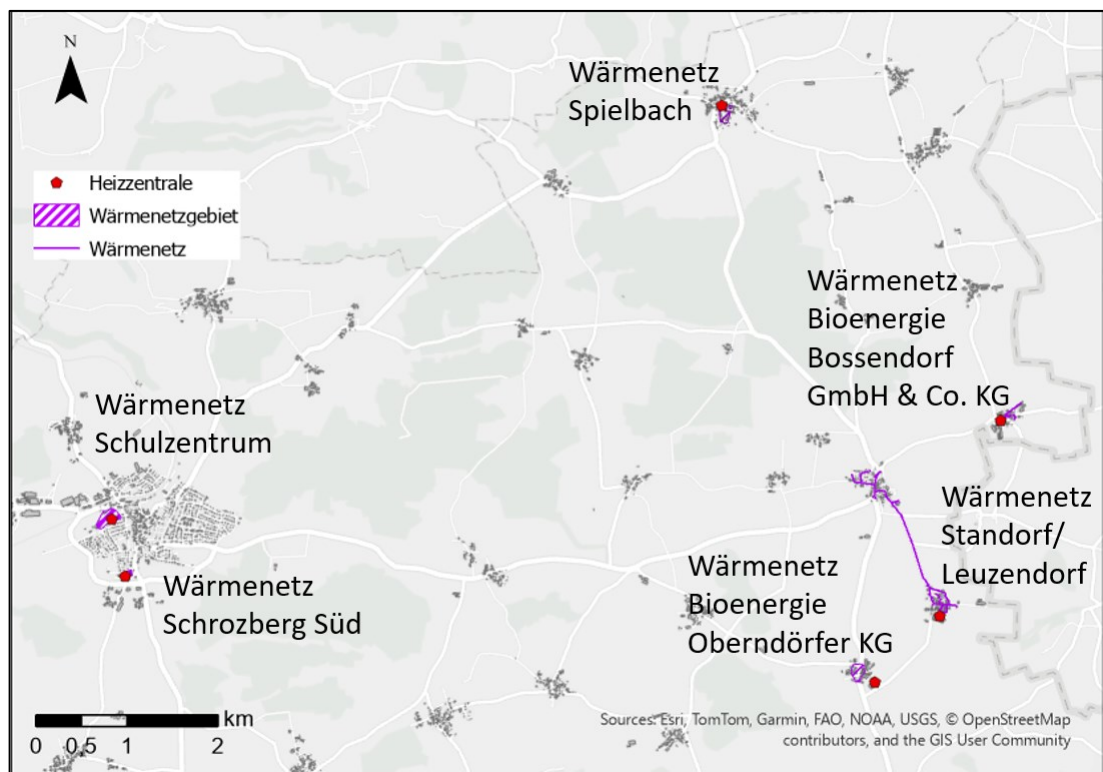 N
Wärmenetz
Spielbach
Heizzentrale
Wärmenetzgebiet
Wärmenetz
Wärmenetz
Bioenergie
Bossendorf
GmbH & Co. KG
Wärmenetz
Schulzentrum
Wärmenetz
Standorf/
Leuzendorf
Wärmenetz
Bioenergie
Oberndörfer KG
Wärmenetz
Schrozberg Süd
km
0 0,5 1 2
Sources: Esri, TomTom, Garmin, FAO, NOAA, USGS, © OpenStreetMap
contributors, and the GIS User Community